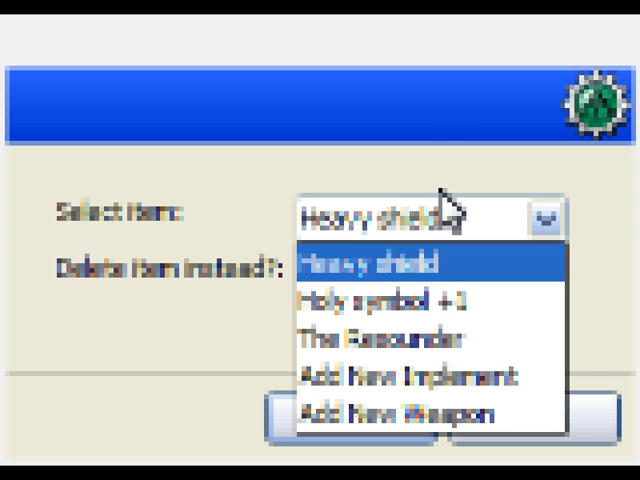 Select Item:
Heavy shield
Delete Item Instead?:
Heavy shield
Holy symbol +1
The Resounder
Add New Implement
Add New Weapon